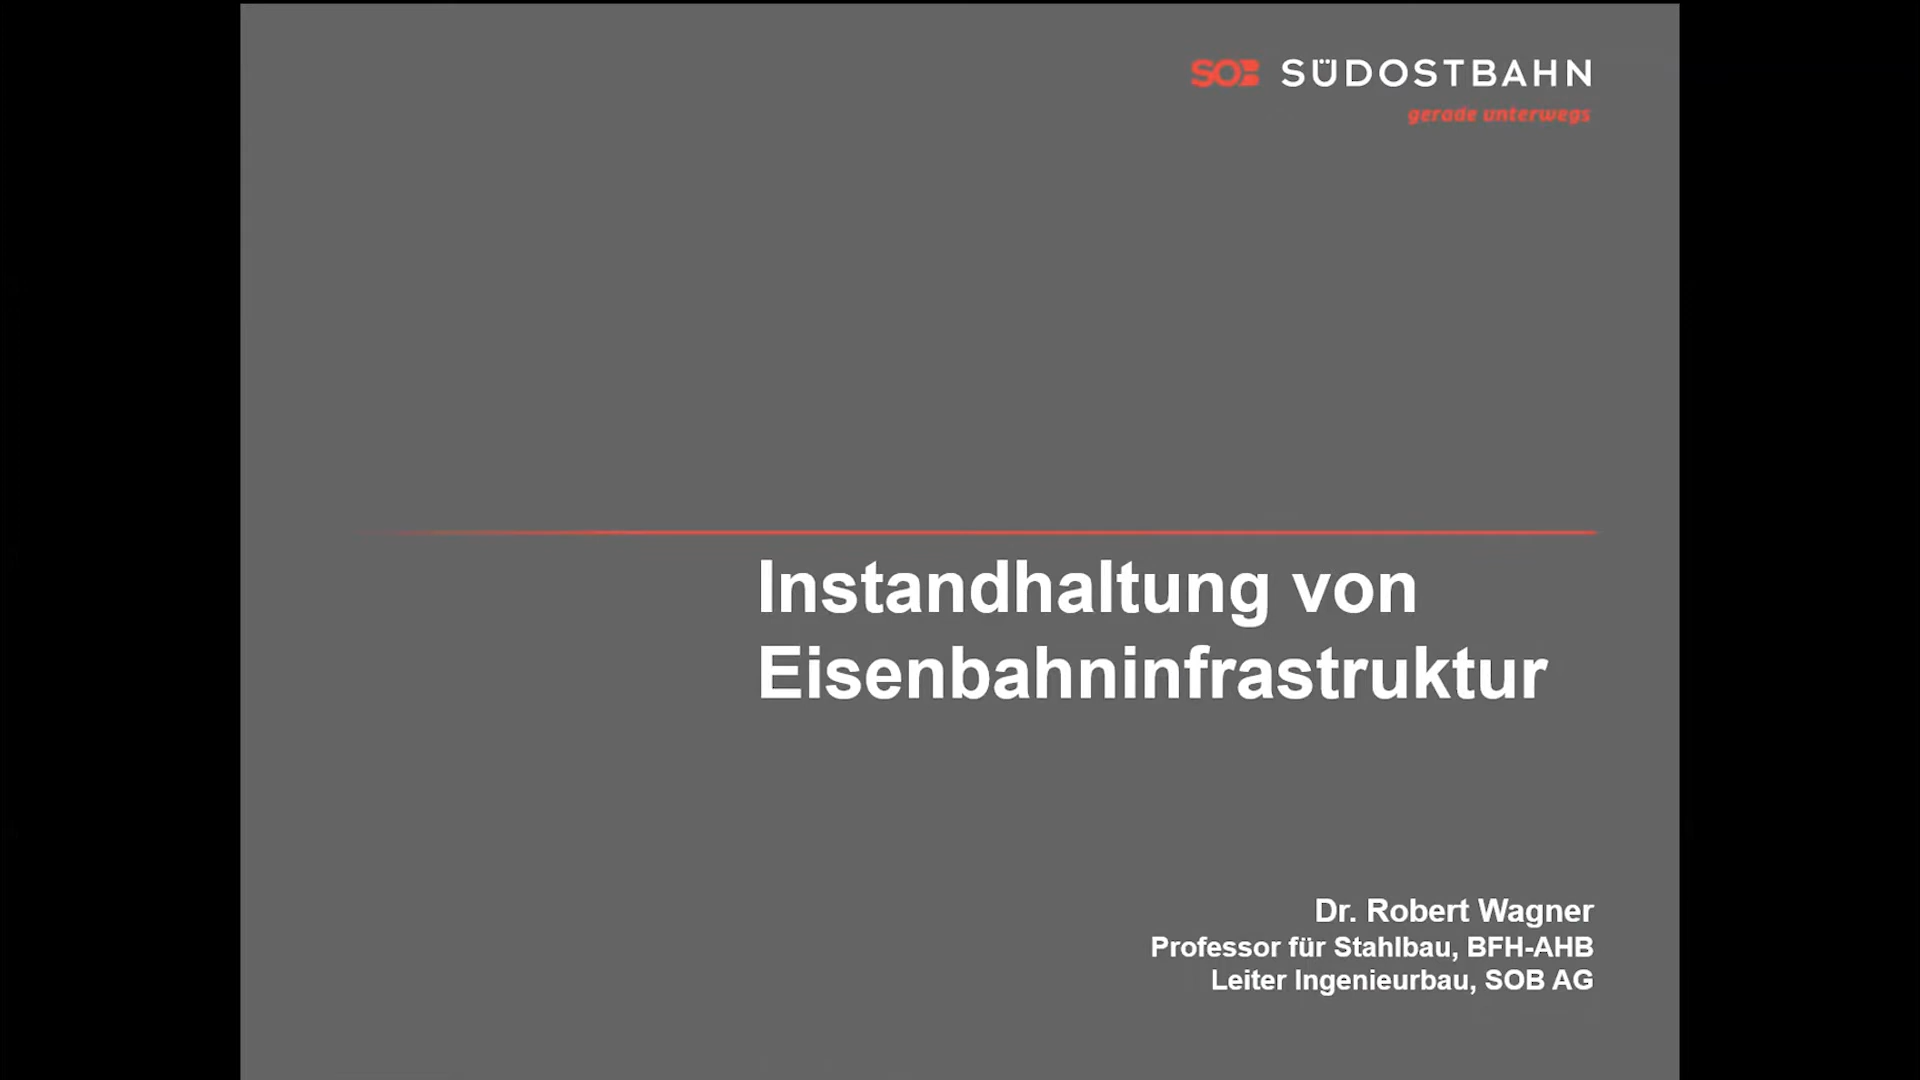 SOB SÜDOSTBAHN
gerade unterwegs
Instandhaltung von
Eisenbahninfrastruktur
Dr. Robert Wagner
Professor für Stahlbau, BFH-AHB
Leiter Ingenieurbau, SOB AG